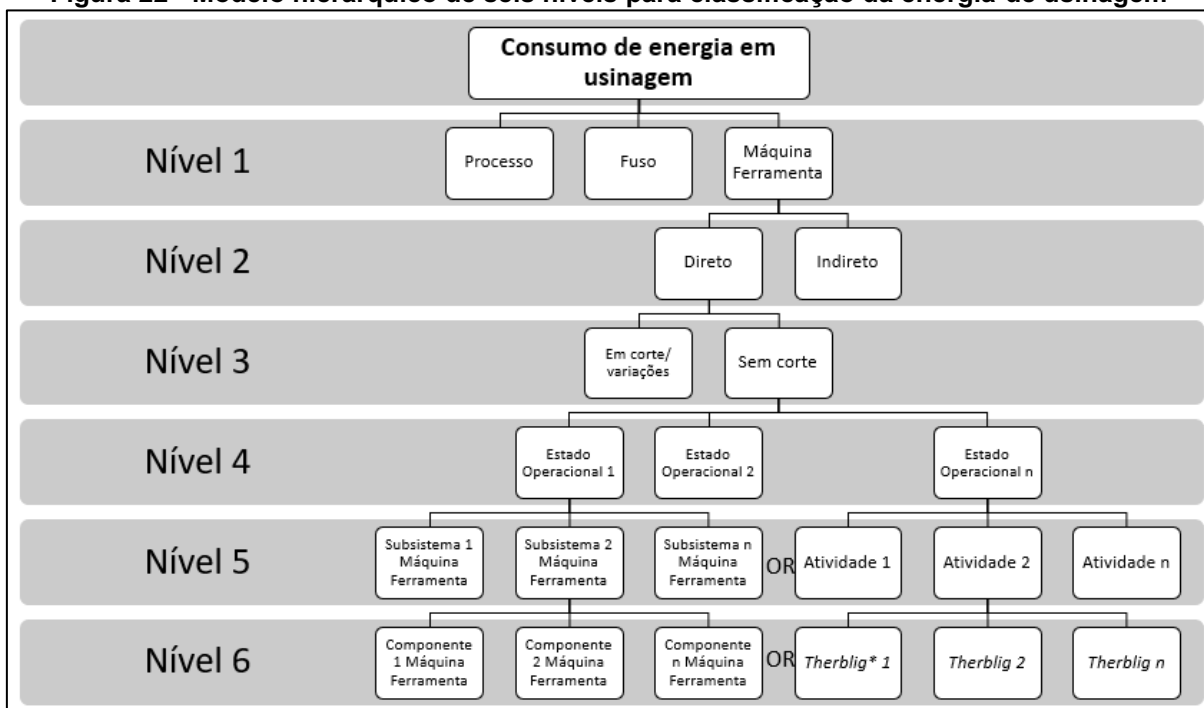 Figura 22 - Modelo hierárquico de seis níveis para classificação da energia de usinagem
Consumo de energia em
usinagem
Nível 1
Processo
Fuso
Máquina
Ferramenta
Nível 2
Direto
Indireto
Nível 3
Em corte/
variações
Sem corte
Nível 4
Estado
Operacional 1
Estado
Operacional 2
Estado
Operacional n
Nível 5
Subsistema 1
Máquina
Ferramenta
Subsistema 2
Máquina
Ferramenta
Subsistema n
Máquina
Ferramenta
OR
Atividade 1
Atividade 2
Atividade n
Nível 6
Componente
1 Máquina
Ferramenta
Componente
2 Máquina
Ferramenta
Componente
n Máquina
Ferramenta
OR
Therblig* 1
Therblig 2
Therblig n